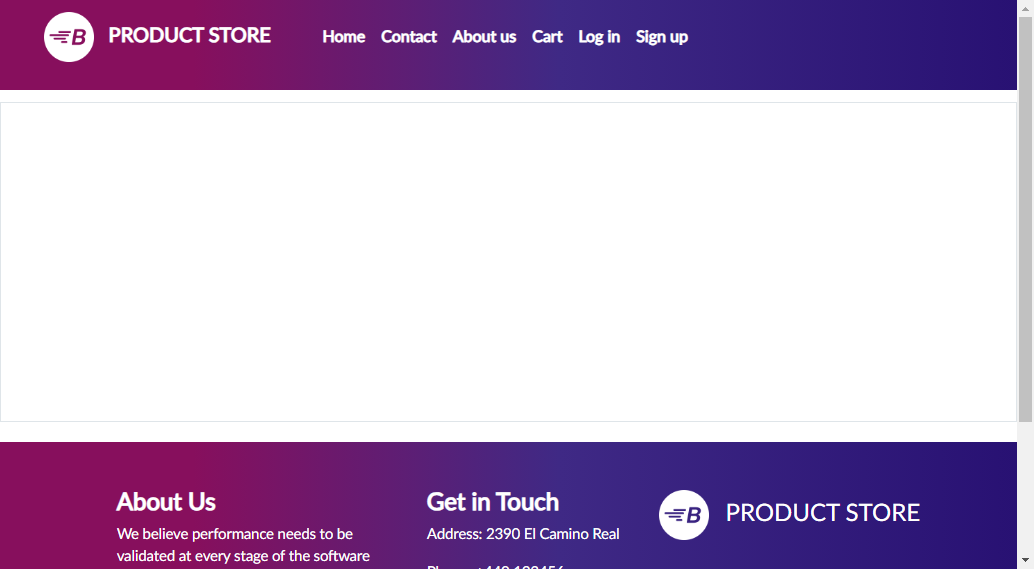 B PRODUCT STORE Home Contact About us Cart Log in Sign up
About Us
We believe performance needs to be
validated at every stage of the software
Get in Touch
Address: 2390 El Camino Real
B PRODUCT STORE